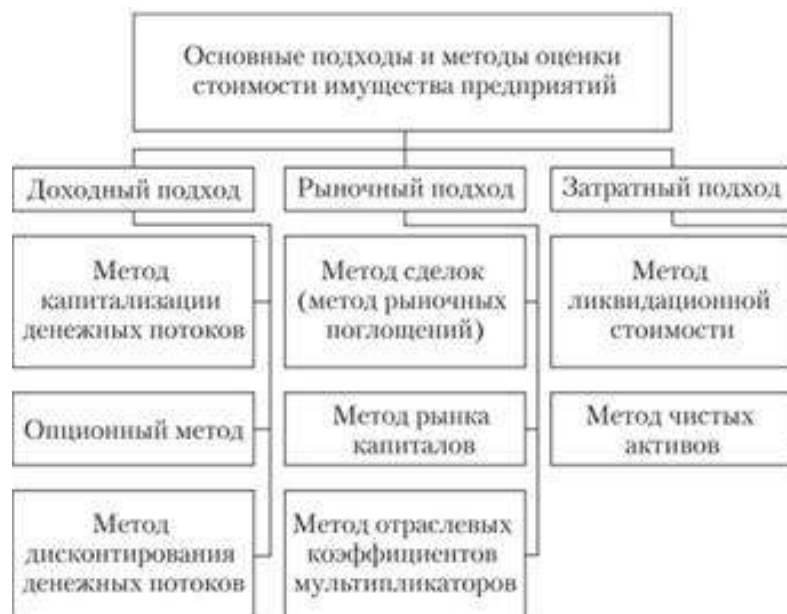 Основные подходы и методы оценки
стоимости имущества предприятий
Доходный подход
Рыночный подход
Затратный подход
Метод
капитализации
денежных потоков
Метод сделок
(метод рыночных
поглощений)
Метод
ликвидационной
стоимости
Опционный метод
Метод рынка
капиталов
Метод чистых
активов
Метод
дисконтирования
денежных потоков
Метод отраслевых
коэффициентов
мультипликаторов